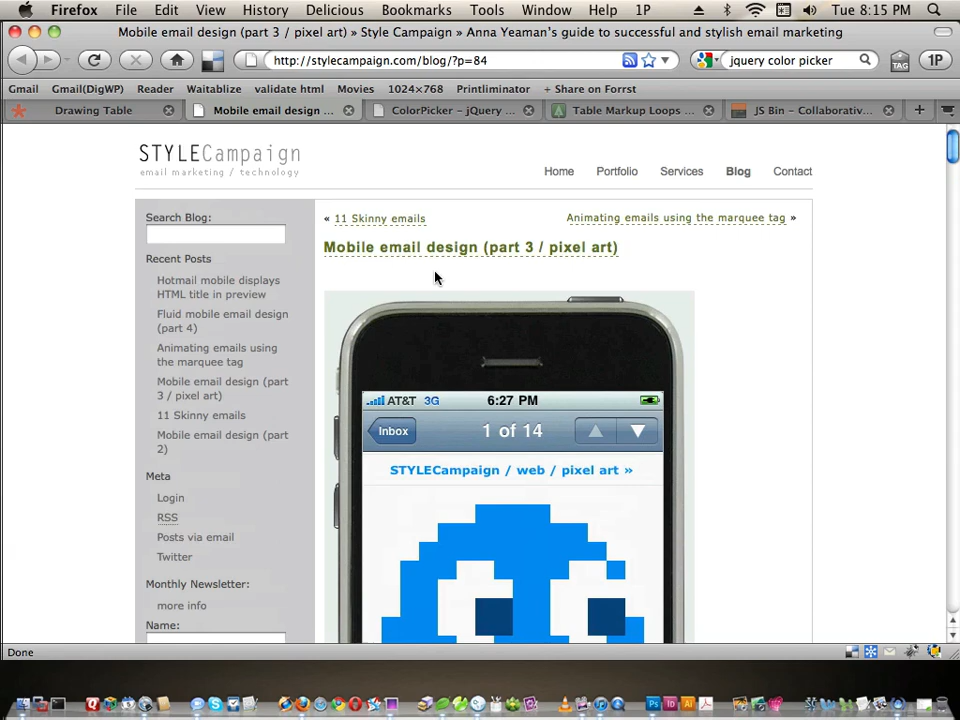 Firefox File Edit View History Delicious Bookmarks Tools Window Help 1P Tue 8:15 PM
Mobile email design (part 3 / pixel art) » Style Campaign » Anna Yeaman's guide to successful and stylish email marketing
http://stylecampaign.com/blog/?p=84 jquery color picker TAG 1P
Gmail Gmail(DigWP) Reader Waitablize validate html Movies 1024×768 Printliminator + Share on Forrst
Drawing Table Mobile email design ... ColorPicker – jQuery ... Table Markup Loops ... JS Bin – Collaborativ...
STYLECampaign
email marketing / technology
Home Portfolio Services Blog Contact
Search Blog:
Recent Posts
Hotmail mobile displays
HTML title in preview
Fluid mobile email design
(part 4)
Animating emails using
the marquee tag
Mobile email design (part
3 / pixel art)
11 Skinny emails
Mobile email design (part
2)
Meta
Login
RSS
Posts via email
Twitter
Monthly Newsletter:
more info
Name:
« 11 Skinny emails
Animating emails using the marquee tag »
Mobile email design (part 3 / pixel art)
AT&T 3G 6:27 PM
Inbox 1 of 14
STYLECampaign / web / pixel art »
Done